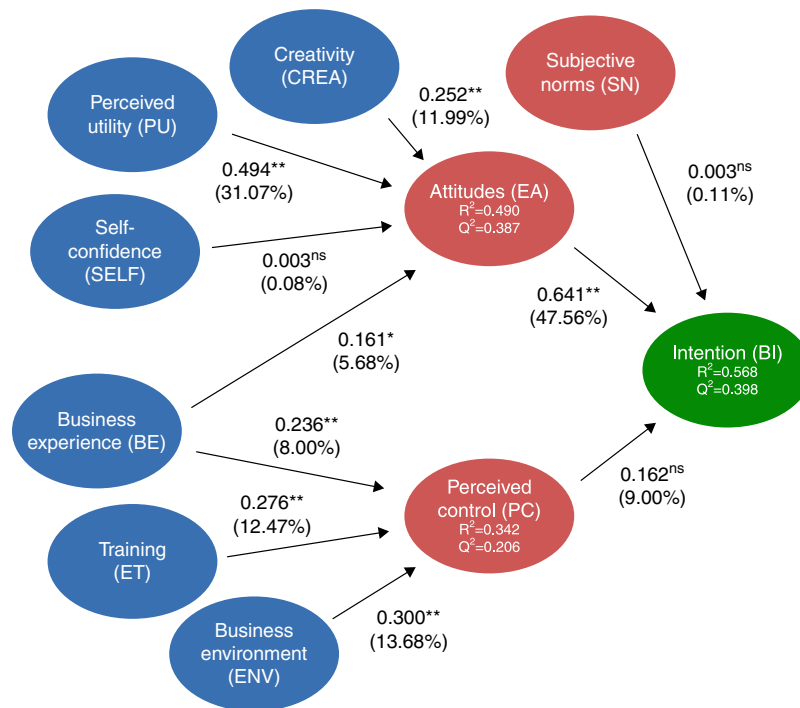 Creativity
(CREA)
Subjective
norms (SN)
Perceived
utility (PU)
0.252**
(11.99%)
0.494**
(31.07%)
Attitudes (EA)
R²=0.490
Q²=0.387
0.003ns
(0.11%)
Self-
confidence
(SELF)
0.003ns
(0.08%)
0.641**
(47.56%)
0.161*
(5.68%)
Intention (BI)
R²=0.568
Q²=0.398
Business
experience (BE)
0.236**
(8.00%)
0.162ns
(9.00%)
0.276**
(12.47%)
Perceived
control (PC)
R²=0.342
Q²=0.206
Training
(ET)
0.300**
(13.68%)
Business
environment
(ENV)